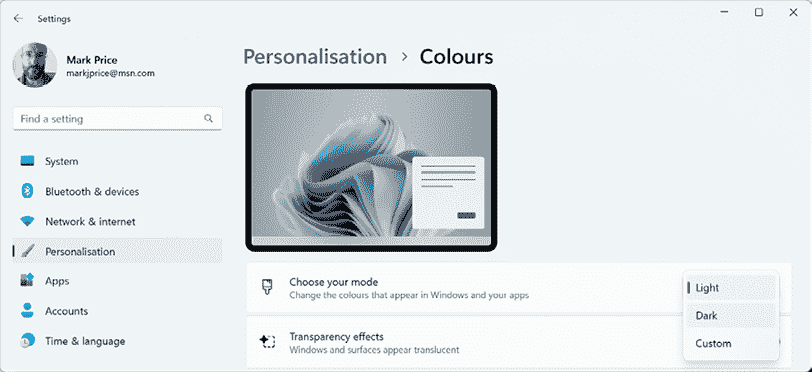 Settings
Mark Price
markjprice@msn.com
Find a setting
System
Bluetooth & devices
Network & internet
Personalisation
Apps
Accounts
Time & language
Personalisation > Colours
Choose your mode
Change the colours that appear in Windows and your apps
Light
Dark
Custom
Transparency effects
Windows and surfaces appear translucent